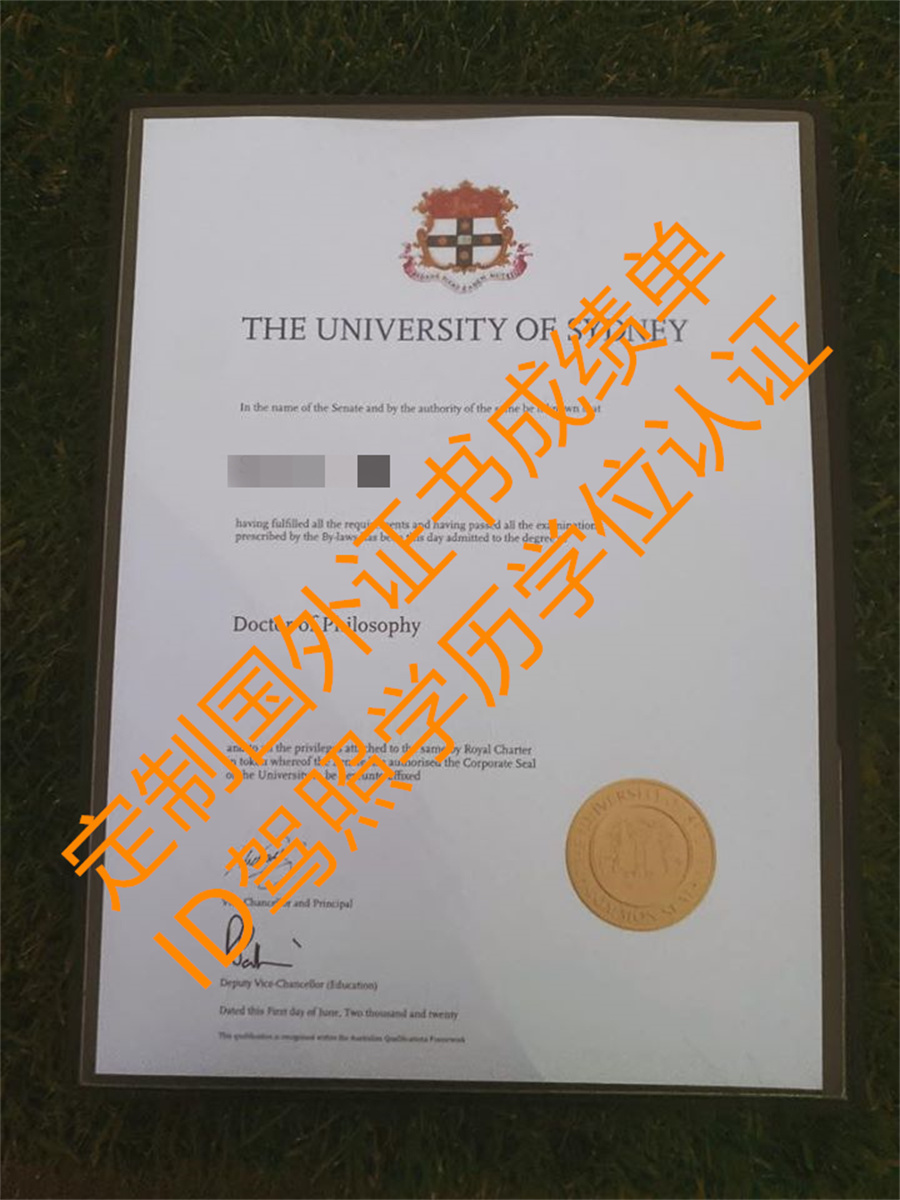 THE UNIVERSITY OF SYDNEY
In the name of the Senate and by the authority of the same be known that
having fulfilled all the requirements and having passed all the examinations
prescribed by the By-laws has been this day admitted to the degree of
Doctor of Philosophy
and to all the privileges attached to the same by Royal Charter
In token whereof the Senate has authorised the Corporate Seal
of the University to be hereunto affixed
Vice-Chancellor and Principal
Deputy Vice-Chancellor (Education)
Dated this First day of June, Two thousand and twenty
This qualification is recognised within the Australian Qualifications Framework
UNIVERSITY
COMMON SEAL
定制国外证书成绩单
ID驾照学历学位认证